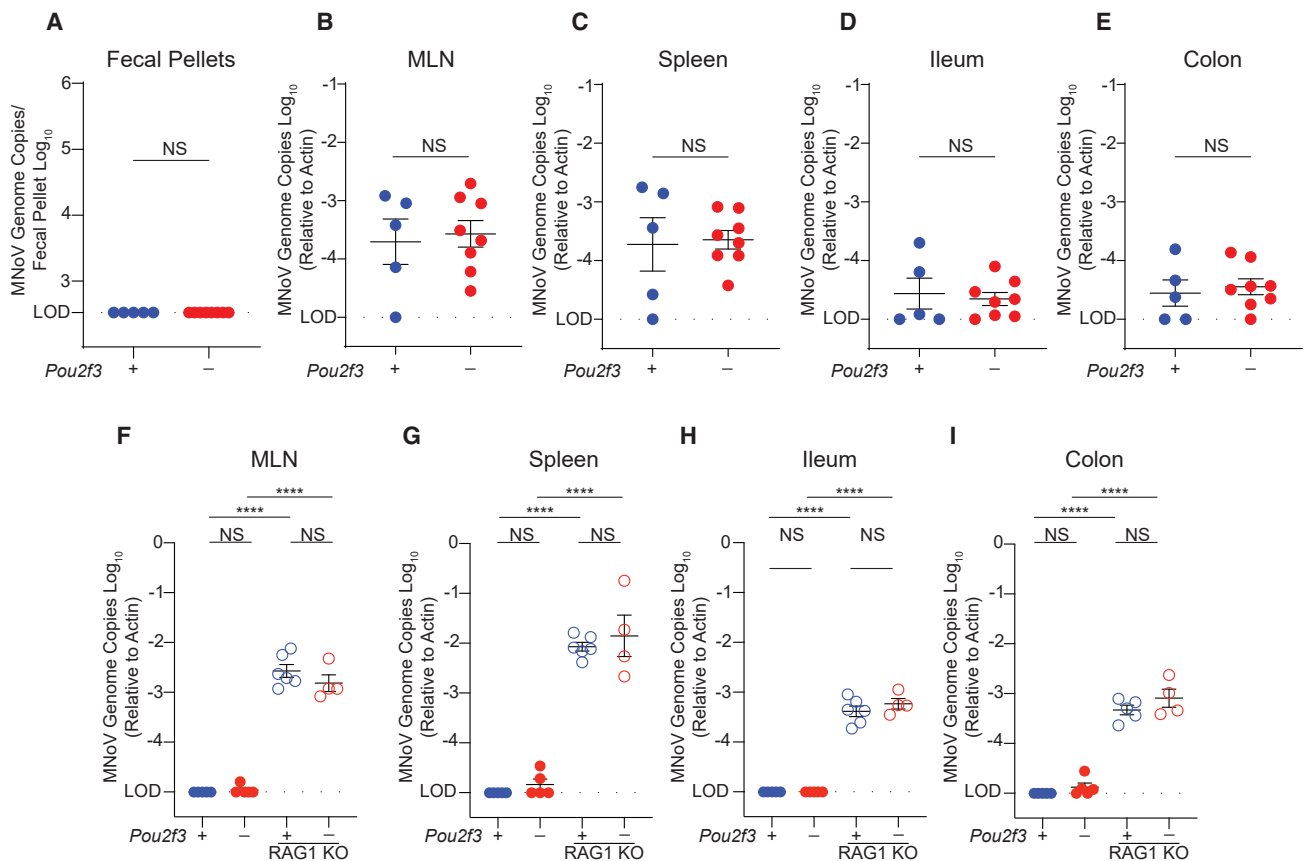 A
Fecal Pellets
MNoV Genome Copies/
Fecal Pellet Log10
6
5
4
3
LOD
NS
Pou2f3 + –
B
MLN
MNoV Genome Copies Log10
(Relative to Actin)
-1
-2
-3
-4
LOD
NS
+ –
C
Spleen
MNoV Genome Copies Log10
(Relative to Actin)
-1
-2
-3
-4
LOD
NS
+ –
D
Ileum
MNoV Genome Copies Log10
(Relative to Actin)
-1
-2
-3
-4
LOD
NS
Pou2f3 + –
E
Colon
MNoV Genome Copies Log10
(Relative to Actin)
-1
-2
-3
-4
LOD
NS
Pou2f3 + –
F
MLN
****
****
NS NS
MNoV Genome Copies Log10
(Relative to Actin)
0
-1
-2
-3
-4
LOD
Pou2f3 + – + –
RAG1 KO
G
Spleen
****
****
NS NS
MNoV Genome Copies Log10
(Relative to Actin)
0
-1
-2
-3
-4
LOD
Pou2f3 + – + –
RAG1 KO
H
Ileum
****
****
NS NS
MNoV Genome Copies Log10
(Relative to Actin)
0
-1
-2
-3
-4
LOD
Pou2f3 + – + –
RAG1 KO
I
Colon
****
****
NS NS
MNoV Genome Copies Log10
(Relative to Actin)
0
-1
-2
-3
-4
LOD
Pou2f3 + – + –
RAG1 KO